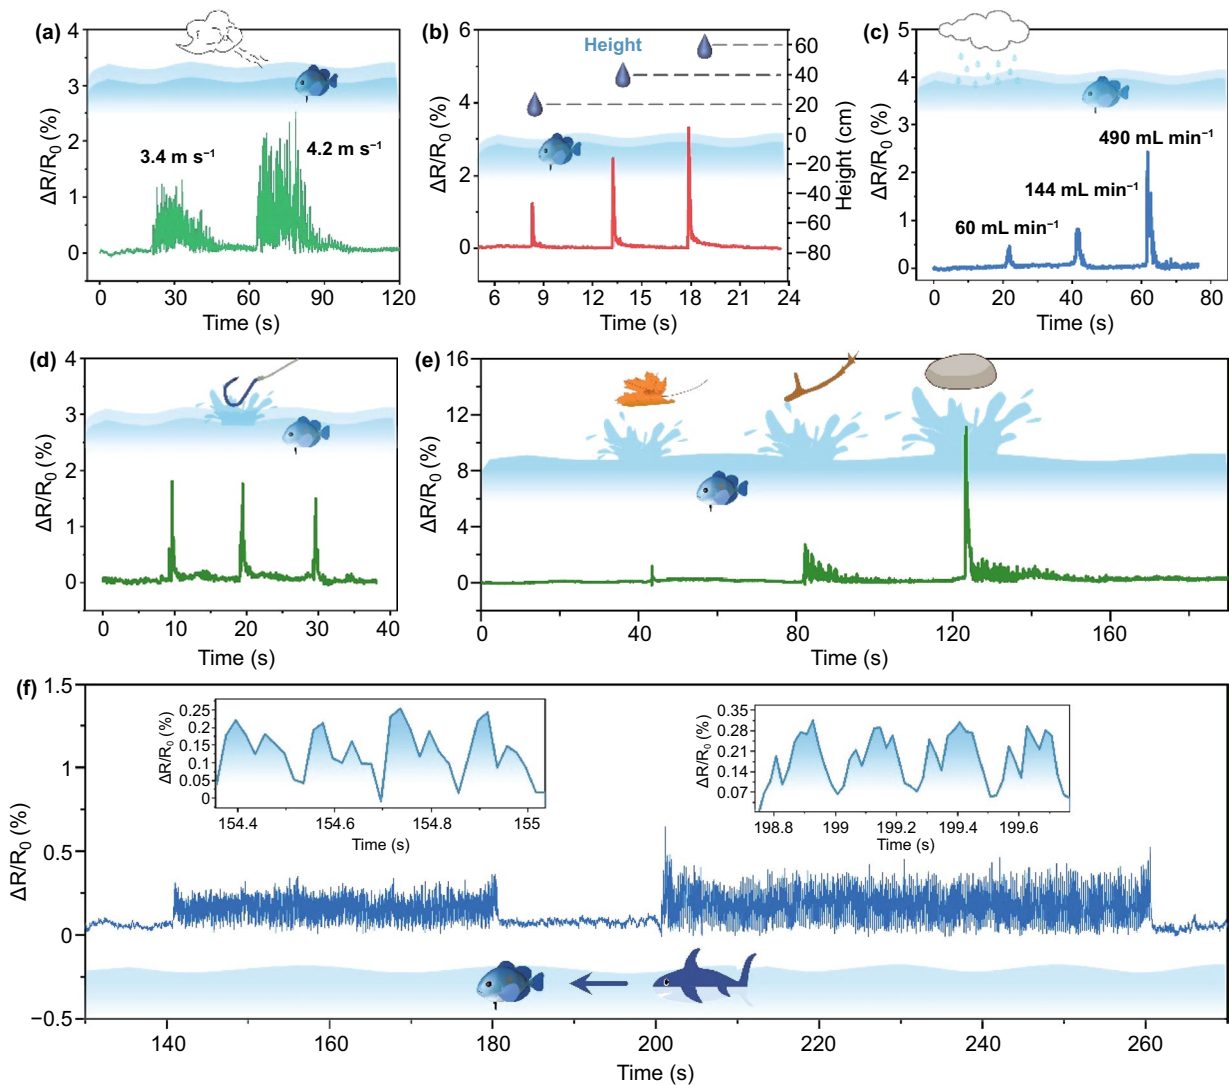 (a)
4
3
2
1
0
ΔR/R0 (%)
3.4 m s−1
4.2 m s−1
0 30 60 90 120
Time (s)
(b)
6
4
2
0
ΔR/R0 (%)
Height
60
40
20
0
−20
−40
−60
−80
Height (cm)
6 9 12 15 18 21 24
Time (s)
(c)
5
4
3
2
1
0
ΔR/R0 (%)
490 mL min−1
144 mL min−1
60 mL min−1
0 20 40 60 80
Time (s)
(d)
4
3
2
1
0
ΔR/R0 (%)
0 10 20 30 40
Time (s)
(e)
16
12
8
4
0
ΔR/R0 (%)
0 40 80 120 160
Time (s)
(f)
1.5
1
0.5
0
−0.5
ΔR/R0 (%)
0.25
0.20
0.15
0.10
0.05
0
ΔR/R0 (%)
154.4 154.6 154.8 155
Time (s)
0.35
0.28
0.21
0.14
0.07
ΔR/R0 (%)
198.8 199 199.2 199.4 199.6
Time (s)
140 160 180 200 220 240 260
Time (s)